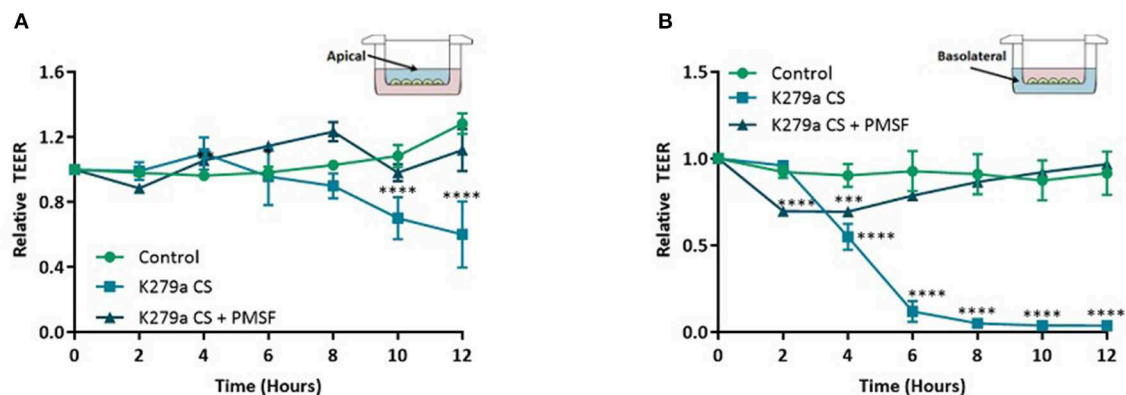 A
Apical
1.6
1.2
0.8
0.4
0.0
Relative TEER
****
****
Control
K279a CS
K279a CS + PMSF
0 2 4 6 8 10 12
Time (Hours)
B
Basolateral
Control
K279a CS
K279a CS + PMSF
1.5
1.0
0.5
0.0
Relative TEER
**** ***
****
****
**** **** ****
0 2 4 6 8 10 12
Time (Hours)